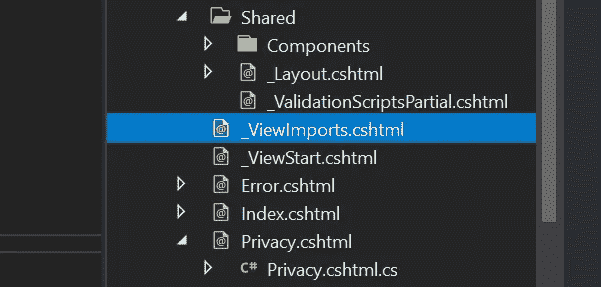 Shared
Components
_Layout.cshtml
_ValidationScriptsPartial.cshtml
_ViewImports.cshtml
_ViewStart.cshtml
Error.cshtml
Index.cshtml
Privacy.cshtml
C# Privacy.cshtml.cs